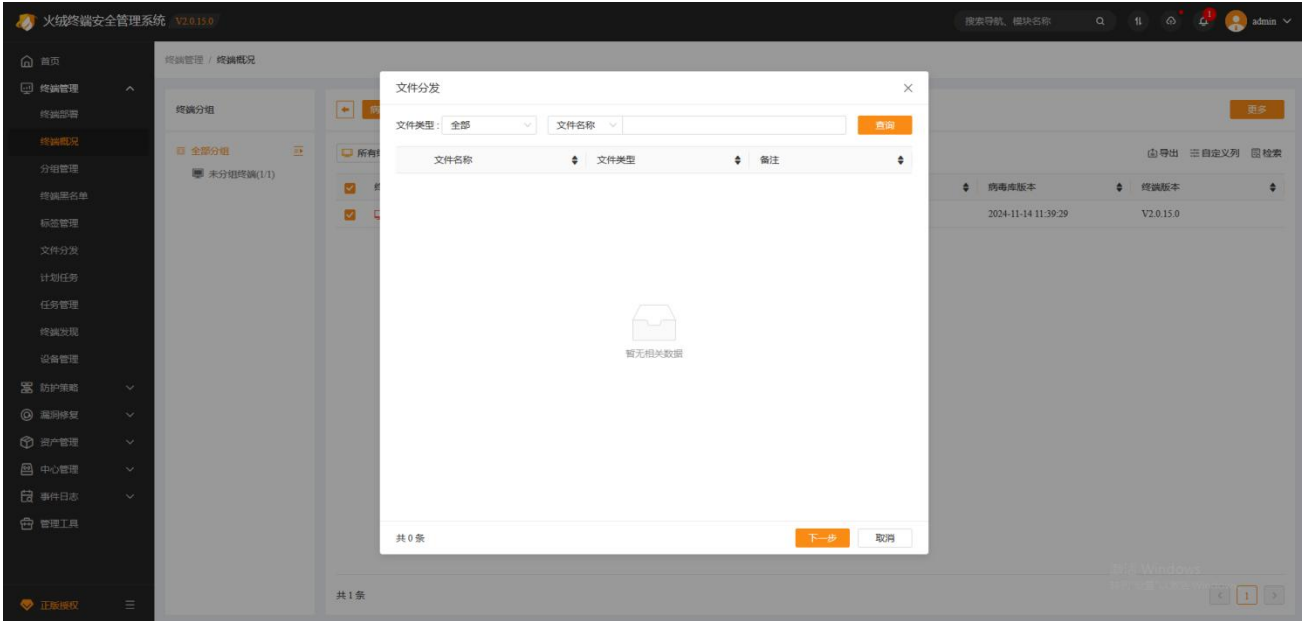 火绒终端安全管理系统 V2.0.15.0
搜索导航、模块名称
1
admin
首页
终端管理
终端部署
终端概况
分组管理
终端黑名单
标签管理
文件分发
计划任务
任务管理
终端发现
设备管理
防护策略
漏洞修复
资产管理
中心管理
事件日志
管理工具
正版授权
终端管理 / 终端概况
终端分组
全部分组
未分组终端(1/1)
更多
所有终
导出 自定义列 检索
病毒库版本 终端版本
2024-11-14 11:39:29 V2.0.15.0
文件分发
文件类型: 全部 文件名称 查询
文件名称 文件类型 备注
暂无相关数据
共 0 条 下一步 取消
激活 Windows
共 1 条 1